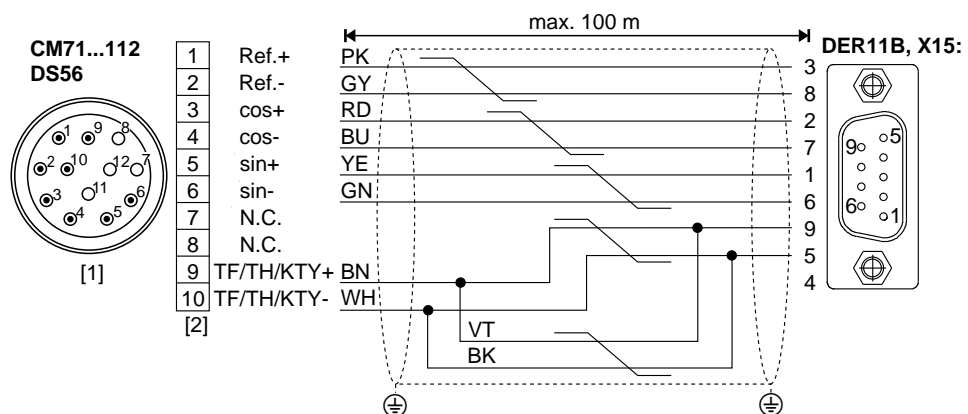 max. 100 m
CM71...112
DS56
DER11B, X15:
1 Ref.+ PK 3
2 Ref.- GY 8
3 cos+ RD 2
4 cos- BU 7
5 sin+ YE 1
6 sin- GN 6
7 N.C. 9
8 N.C. 5
9 TF/TH/KTY+ BN 4
10 TF/TH/KTY- WH
VT
BK
1 9 8
2 10 12 7
11
3 6
4 5
[1]
[2]
5
9
6
1